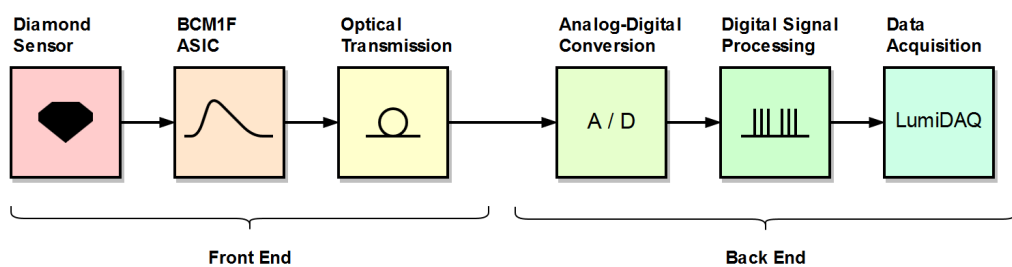 Diamond
Sensor
BCM1F
ASIC
Optical
Transmission
Analog-Digital
Conversion
Digital Signal
Processing
Data
Acquisition
A / D
LumiDAQ
Front End
Back End